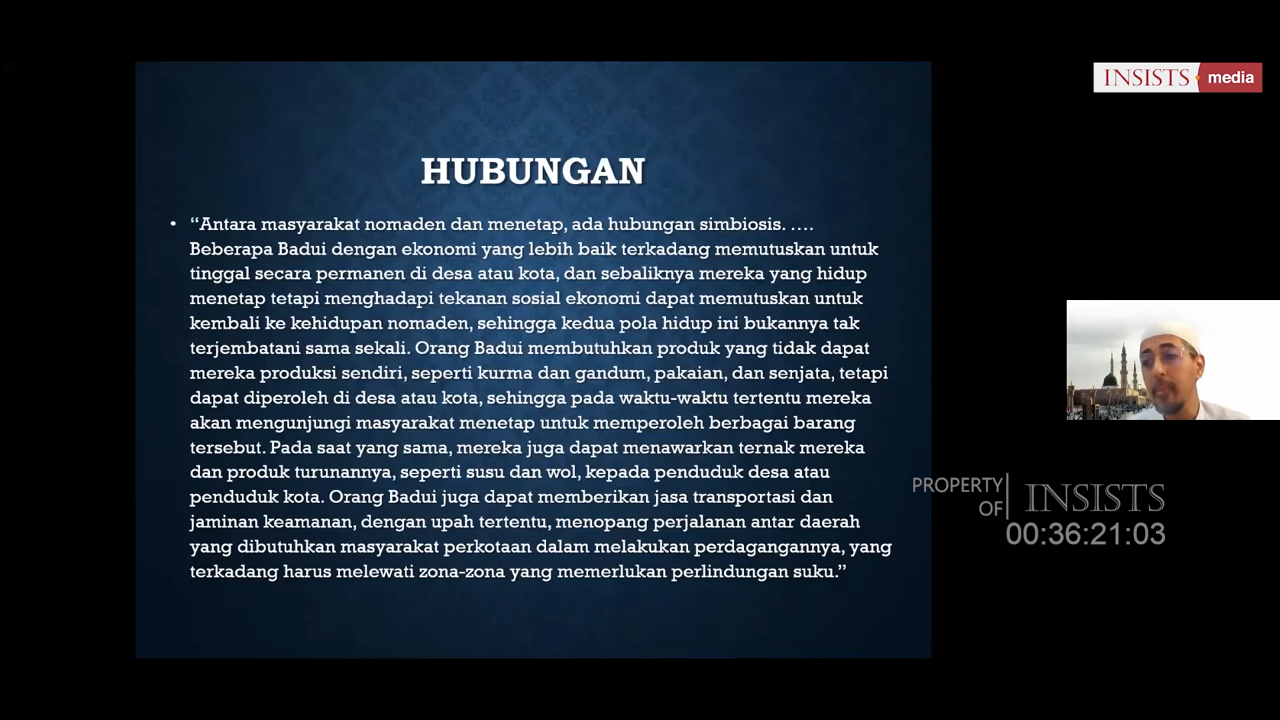 INSISTS media
HUBUNGAN
• “Antara masyarakat nomaden dan menetap, ada hubungan simbiosis. ....
Beberapa Badui dengan ekonomi yang lebih baik terkadang memutuskan untuk
tinggal secara permanen di desa atau kota, dan sebaliknya mereka yang hidup
menetap tetapi menghadapi tekanan sosial ekonomi dapat memutuskan untuk
kembali ke kehidupan nomaden, sehingga kedua pola hidup ini bukannya tak
terjembatani sama sekali. Orang Badui membutuhkan produk yang tidak dapat
mereka produksi sendiri, seperti kurma dan gandum, pakaian, dan senjata, tetapi
dapat diperoleh di desa atau kota, sehingga pada waktu-waktu tertentu mereka
akan mengunjungi masyarakat menetap untuk memperoleh berbagai barang
tersebut. Pada saat yang sama, mereka juga dapat menawarkan ternak mereka
dan produk turunannya, seperti susu dan wol, kepada penduduk desa atau
penduduk kota. Orang Badui juga dapat memberikan jasa transportasi dan
jaminan keamanan, dengan upah tertentu, menopang perjalanan antar daerah
yang dibutuhkan masyarakat perkotaan dalam melakukan perdagangannya, yang
terkadang harus melewati zona-zona yang memerlukan perlindungan suku.”
PROPERTY OF INSISTS
00:36:21:03